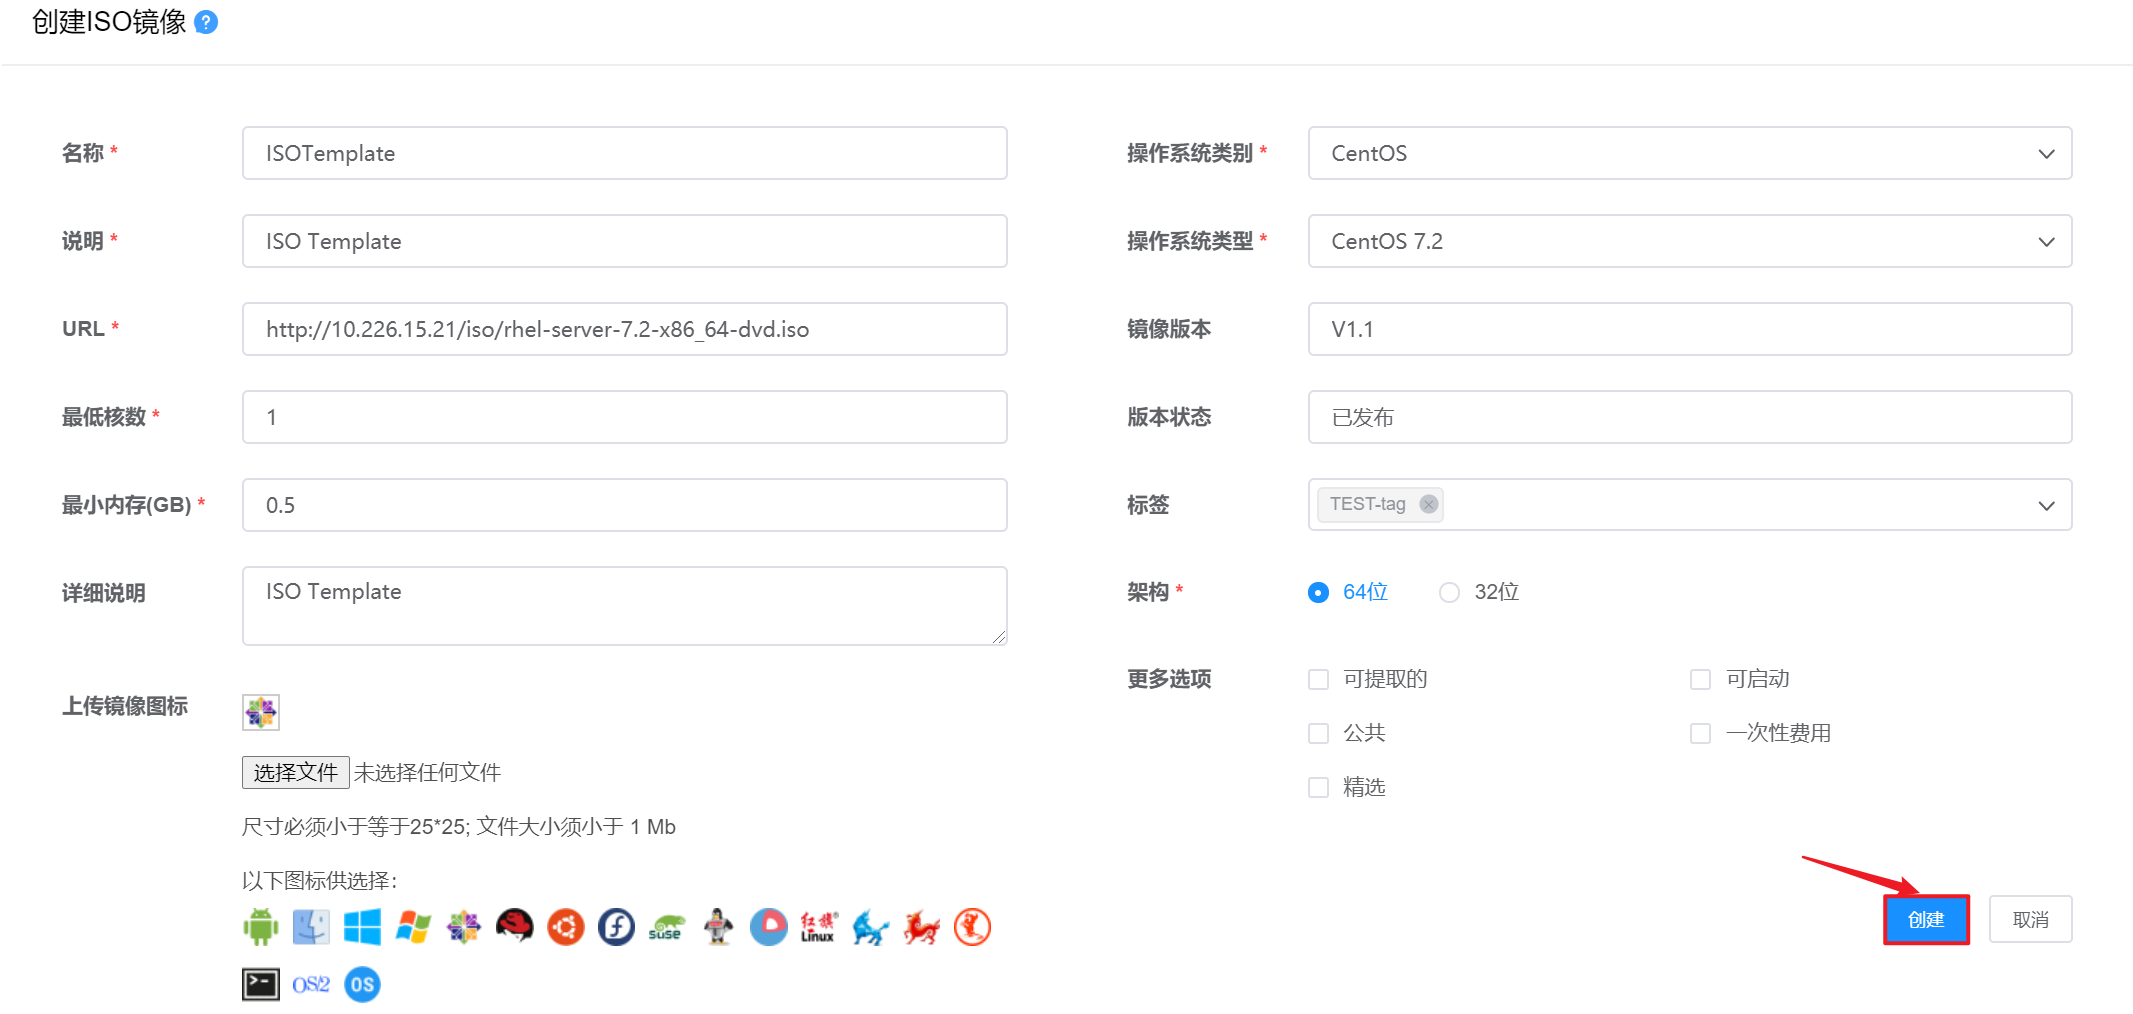 创建ISO镜像 ?
名称 *
ISOTemplate
说明 *
ISO Template
URL *
http://10.226.15.21/iso/rhel-server-7.2-x86_64-dvd.iso
最低核数 *
1
最小内存(GB) *
0.5
详细说明
ISO Template
上传镜像图标
选择文件 未选择任何文件
尺寸必须小于等于25*25; 文件大小须小于 1 Mb
以下图标供选择:
SUSE
红旗® Linux
OS/2
OS
操作系统类别 *
CentOS
操作系统类型 *
CentOS 7.2
镜像版本
V1.1
版本状态
已发布
标签
TEST-tag
架构 *
64位 32位
更多选项
可提取的 可启动
公共 一次性费用
精选
创建 取消